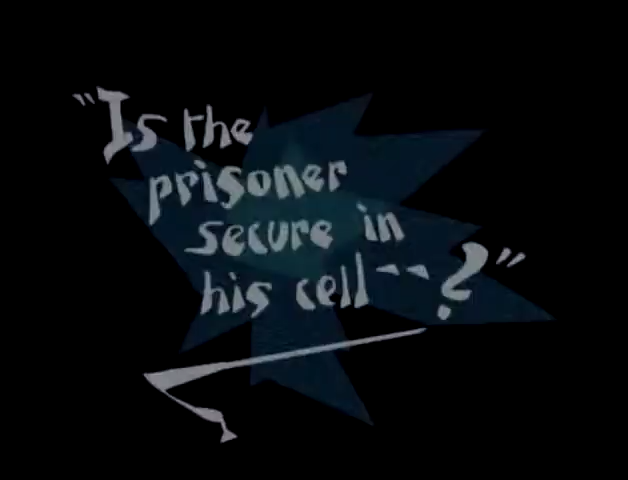 "Is the
prisoner
secure in
his cell--?"